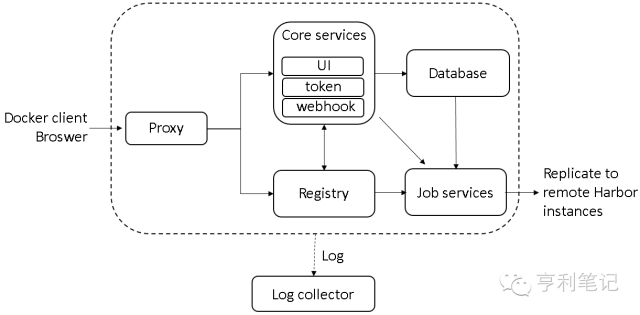 Core services
UI
token
webhook
Database
Docker client
Broswer
Proxy
Registry
Job services
Replicate to
remote Harbor
instances
Log
Log collector
亨利笔记